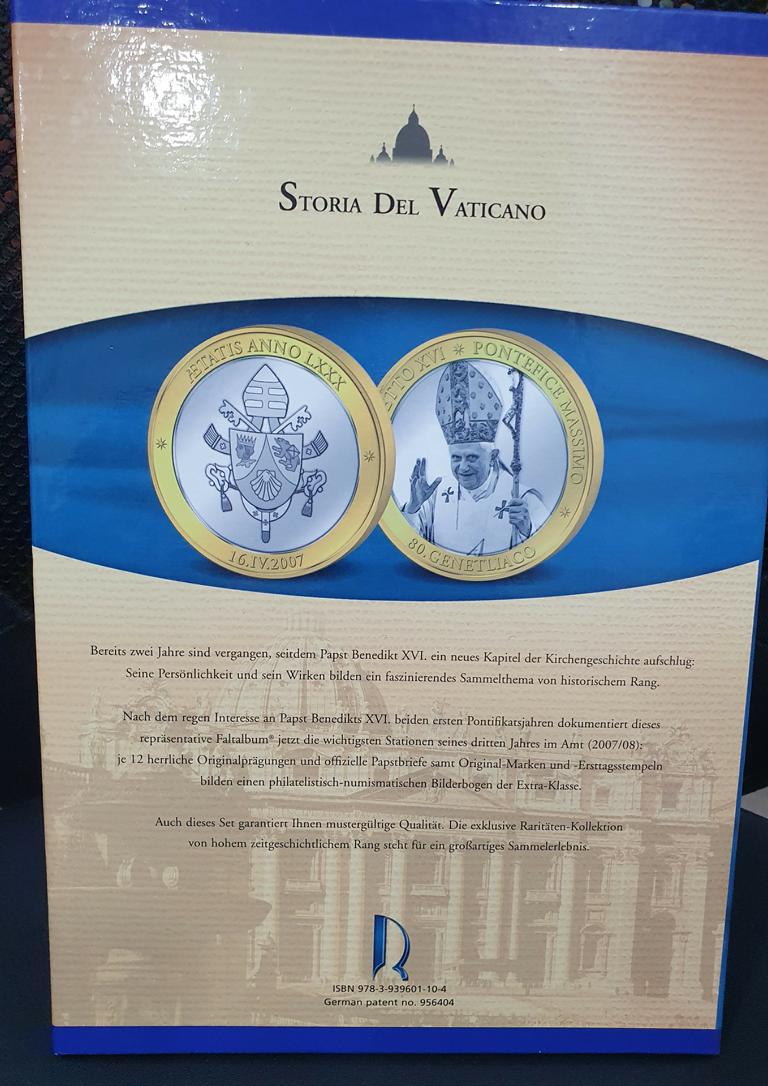 STORIA DEL VATICANO
ÆTATIS ANNO LXXX
16.IV.2007
ETTO XVI * PONTEFICE MASSIMO *
80.GENETLIACO
Bereits zwei Jahre sind vergangen, seitdem Papst Benedikt XVI. ein neues Kapitel der Kirchengeschichte aufschlug:
Seine Persönlichkeit und sein Wirken bilden ein faszinierendes Sammelthema von historischem Rang.
Nach dem regen Interesse an Papst Benedikts XVI. beiden ersten Pontifikatsjahren dokumentiert dieses
repräsentative Faltalbum® jetzt die wichtigsten Stationen seines dritten Jahres im Amt (2007/08):
je 12 herrliche Originalprägungen und offizielle Papstbriefe samt Original-Marken und -Ersttagsstempeln
bilden einen philatelistisch-numismatischen Bilderbogen der Extra-Klasse.
Auch dieses Set garantiert Ihnen mustergültige Qualität. Die exklusive Raritäten-Kollektion
von hohem zeitgeschichtlichem Rang steht für ein großartiges Sammelerlebnis.
R
ISBN 978-3-939601-10-4
German patent no. 956404